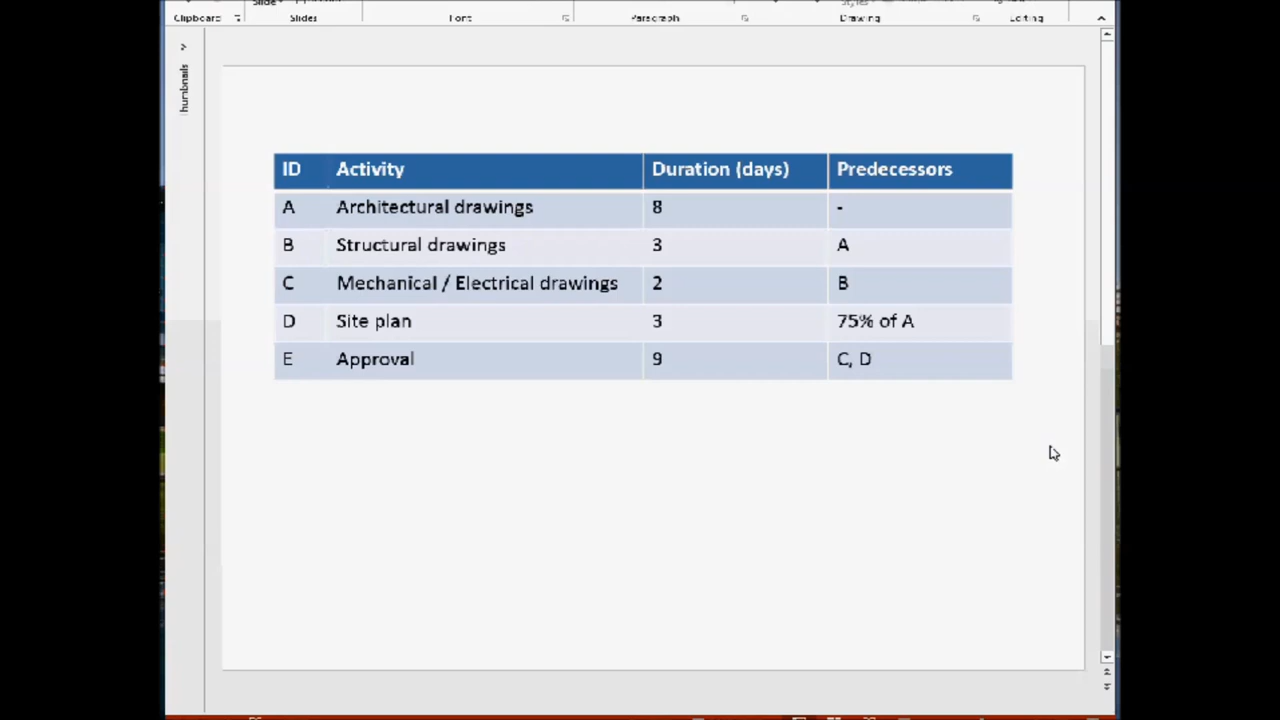 Clipboard Slides Font Paragraph Drawing Editing
ID Activity Duration (days) Predecessors
A Architectural drawings 8 -
B Structural drawings 3 A
C Mechanical / Electrical drawings 2 B
D Site plan 3 75% of A
E Approval 9 C, D